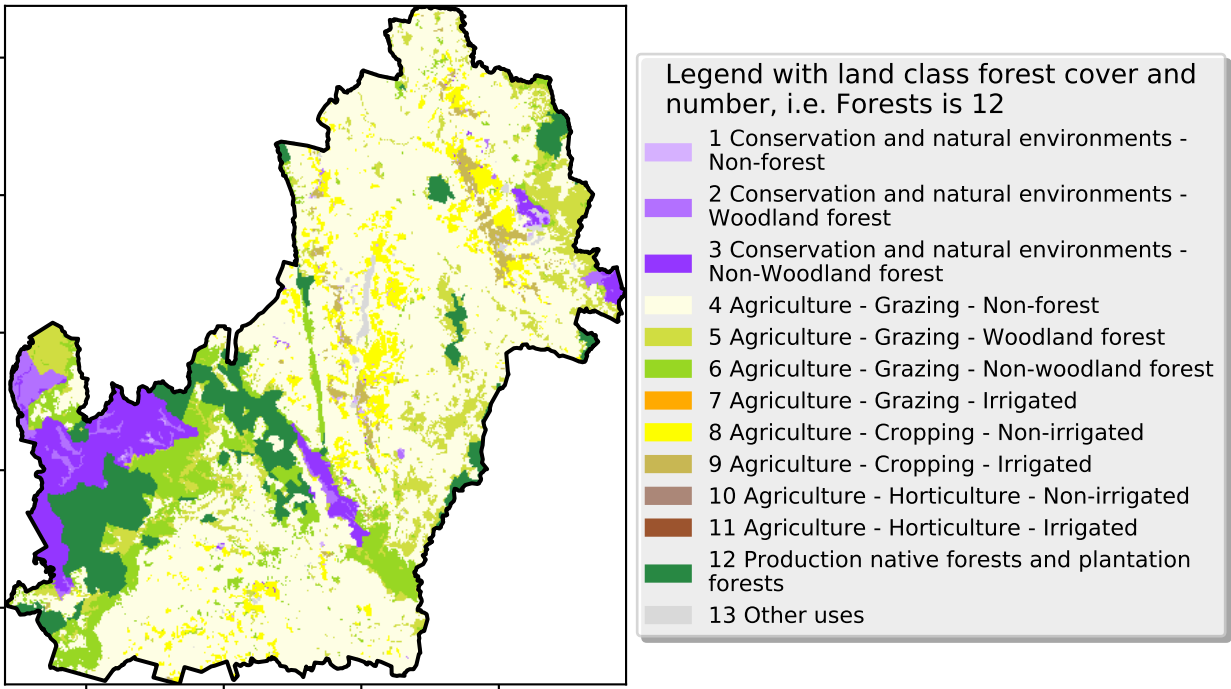 Legend with land class forest cover and
number, i.e. Forests is 12
1 Conservation and natural environments -
Non-forest
2 Conservation and natural environments -
Woodland forest
3 Conservation and natural environments -
Non-Woodland forest
4 Agriculture - Grazing - Non-forest
5 Agriculture - Grazing - Woodland forest
6 Agriculture - Grazing - Non-woodland forest
7 Agriculture - Grazing - Irrigated
8 Agriculture - Cropping - Non-irrigated
9 Agriculture - Cropping - Irrigated
10 Agriculture - Horticulture - Non-irrigated
11 Agriculture - Horticulture - Irrigated
12 Production native forests and plantation
forests
13 Other uses